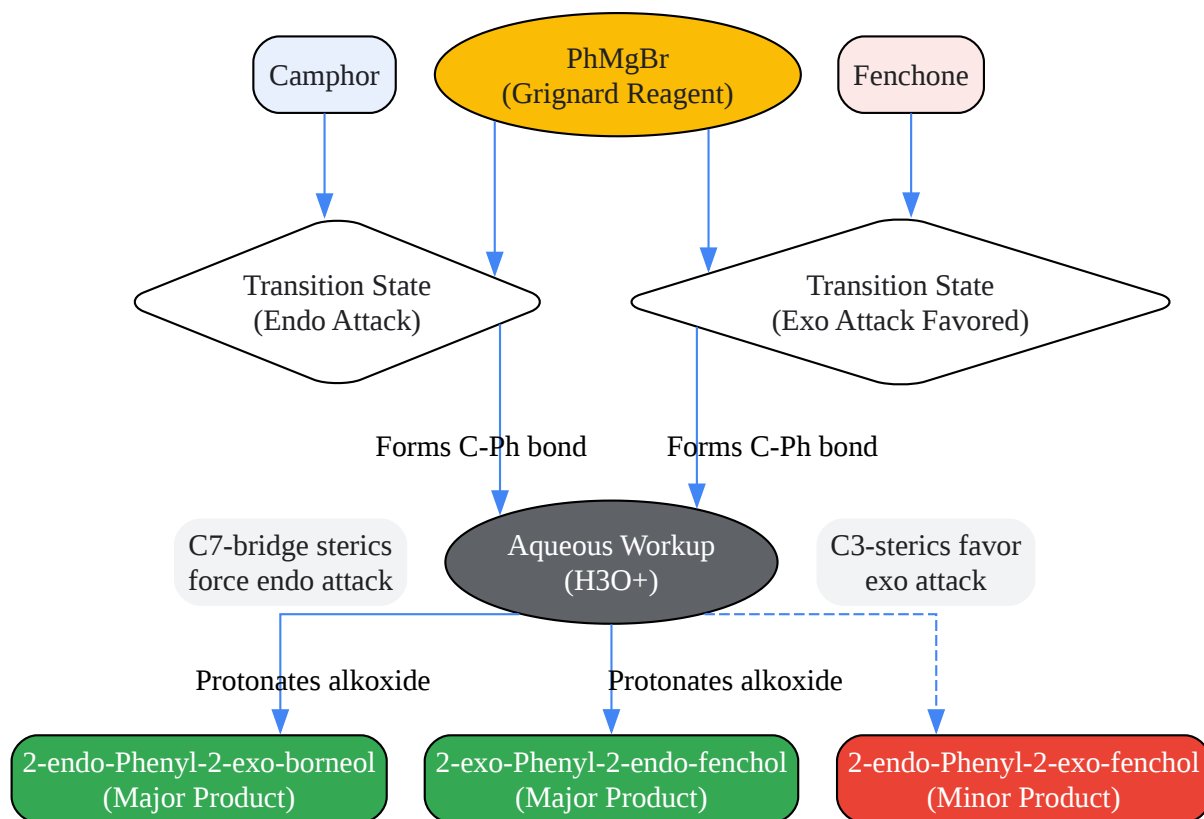 Camphor
PhMgBr
(Grignard Reagent)
Fenchone
Transition State
(Endo Attack)
Transition State
(Exo Attack Favored)
Forms C-Ph bond
Forms C-Ph bond
C7-bridge sterics
force endo attack
Aqueous Workup
(H3O+)
C3-sterics favor
exo attack
Protonates alkoxide
Protonates alkoxide
2-endo-Phenyl-2-exo-borneol
(Major Product)
2-exo-Phenyl-2-endo-fenchol
(Major Product)
2-endo-Phenyl-2-exo-fenchol
(Minor Product)